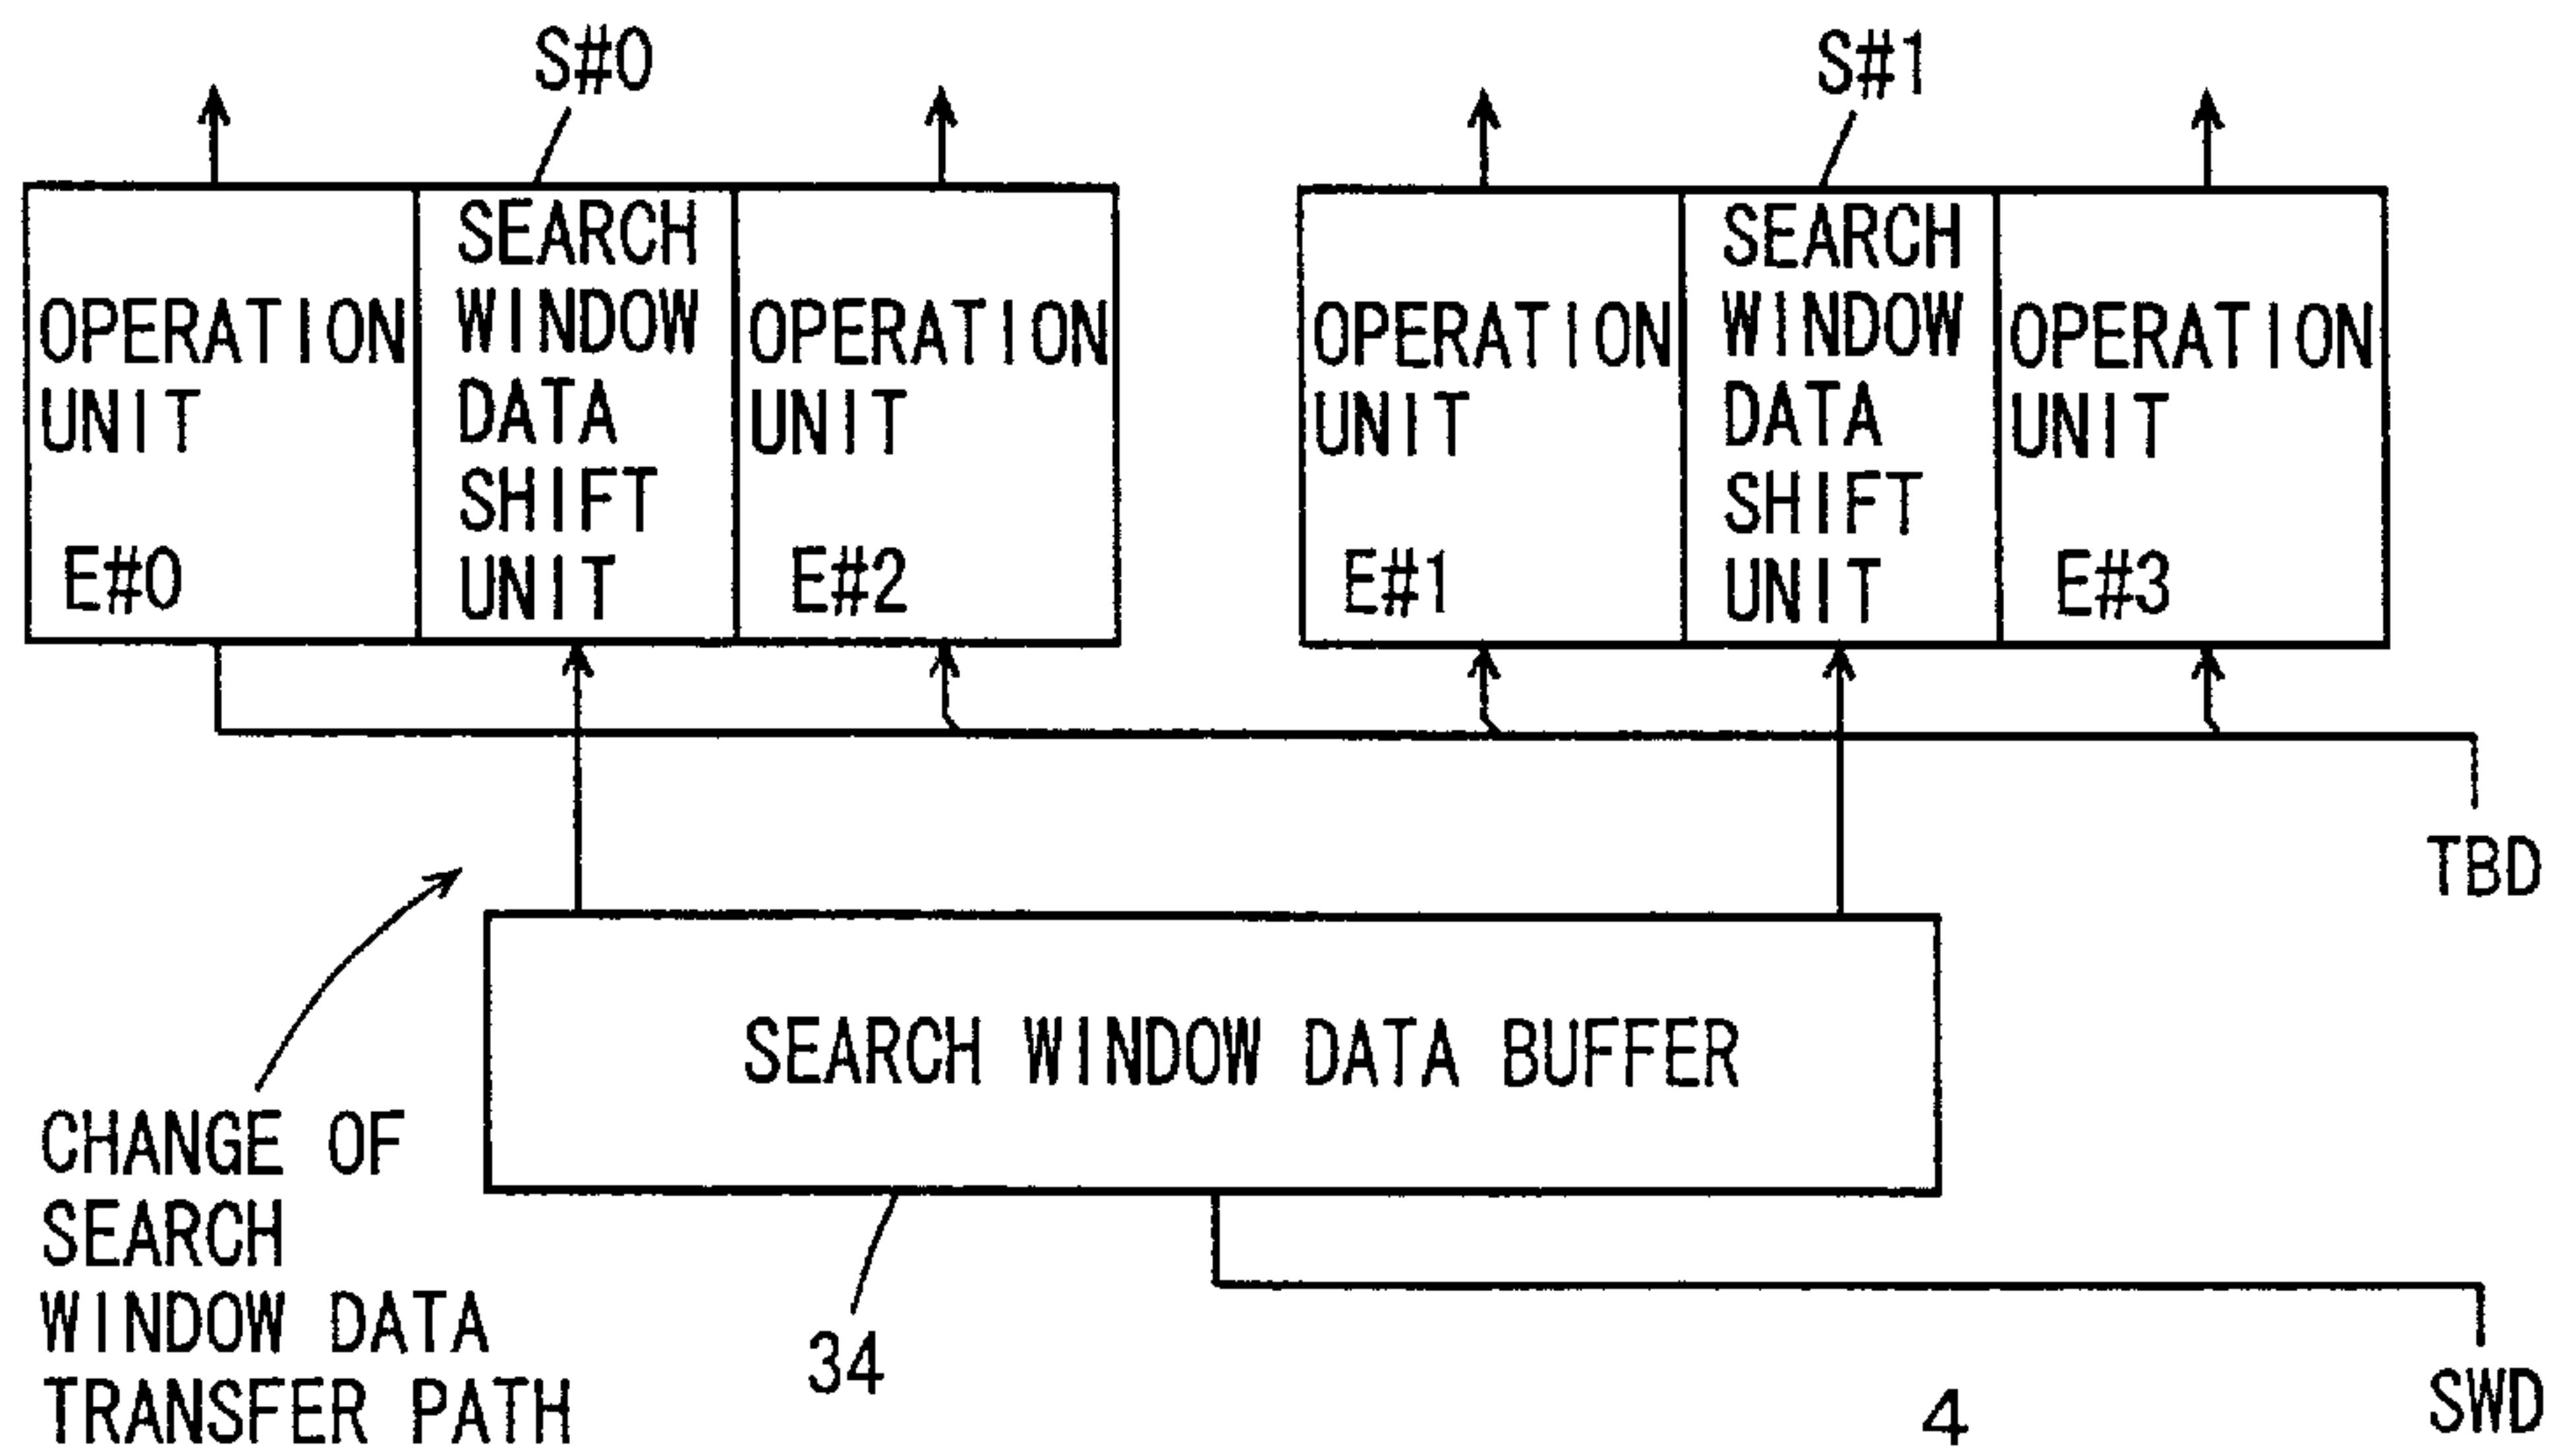 S#0
S#1
OPERATION
UNIT
E#0
SEARCH
WINDOW
DATA
SHIFT
UNIT
OPERATION
UNIT
E#2
OPERATION
UNIT
E#1
SEARCH
WINDOW
DATA
SHIFT
UNIT
OPERATION
UNIT
E#3
TBD
SEARCH WINDOW DATA BUFFER
CHANGE OF
SEARCH
WINDOW DATA
TRANSFER PATH
34
4
SWD